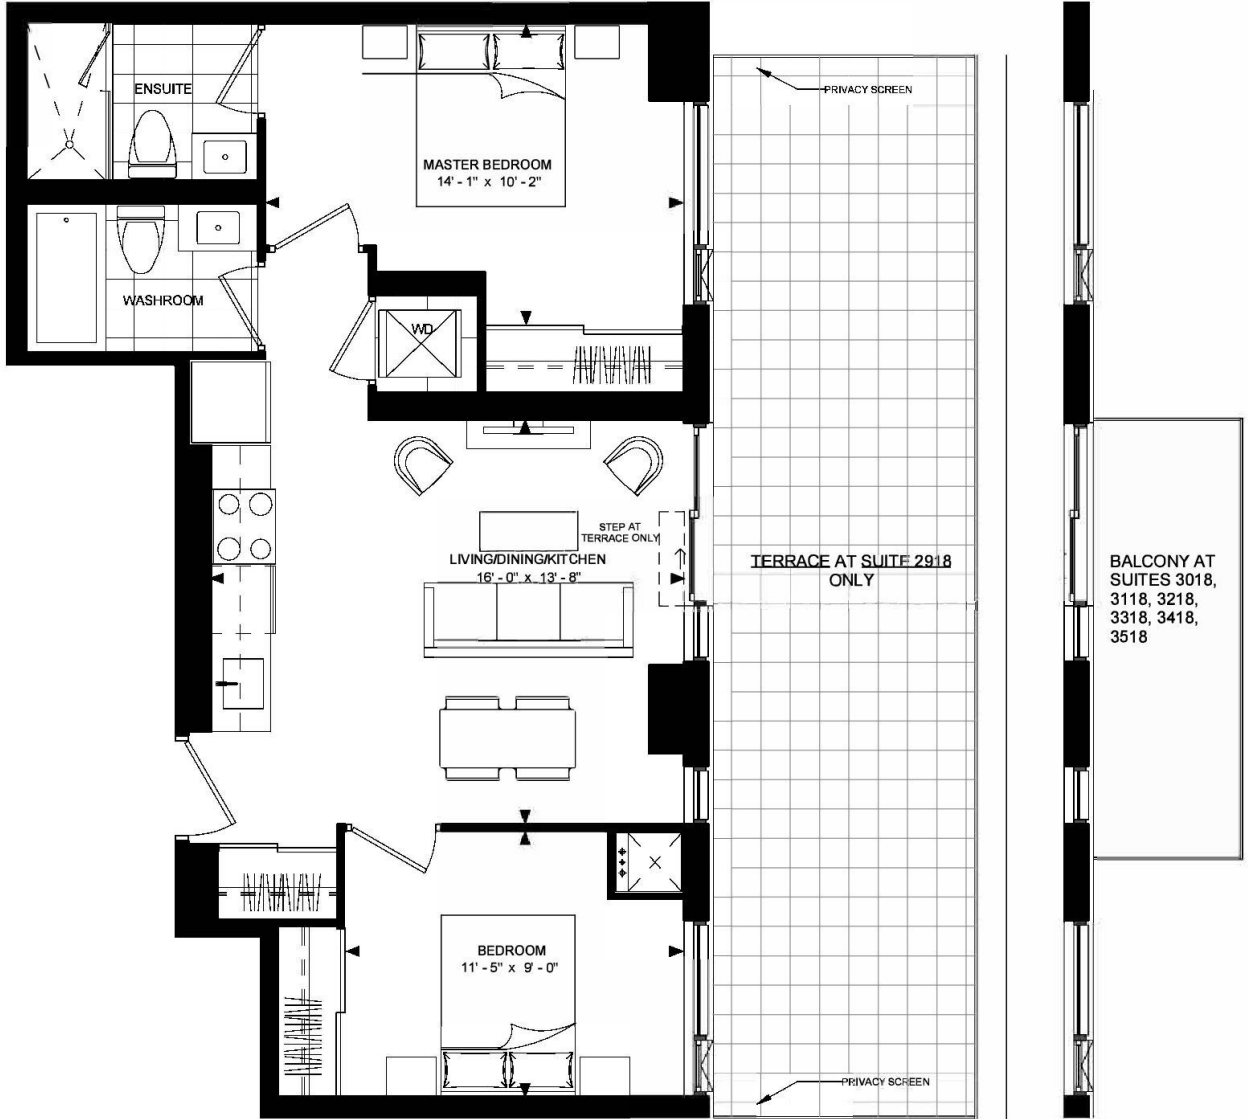 ENSUITE
PRIVACY SCREEN
MASTER BEDROOM
14' - 1" x 10' - 2"
WASHROOM
WD
STEP AT
TERRACE ONLY
LIVING/DINING/KITCHEN
16' - 0" x 13' - 8"
TERRACE AT SUITE 2918
ONLY
BALCONY AT
SUITES 3018,
3118, 3218,
3318, 3418,
3518
BEDROOM
11' - 5" x 9' - 0"
PRIVACY SCREEN